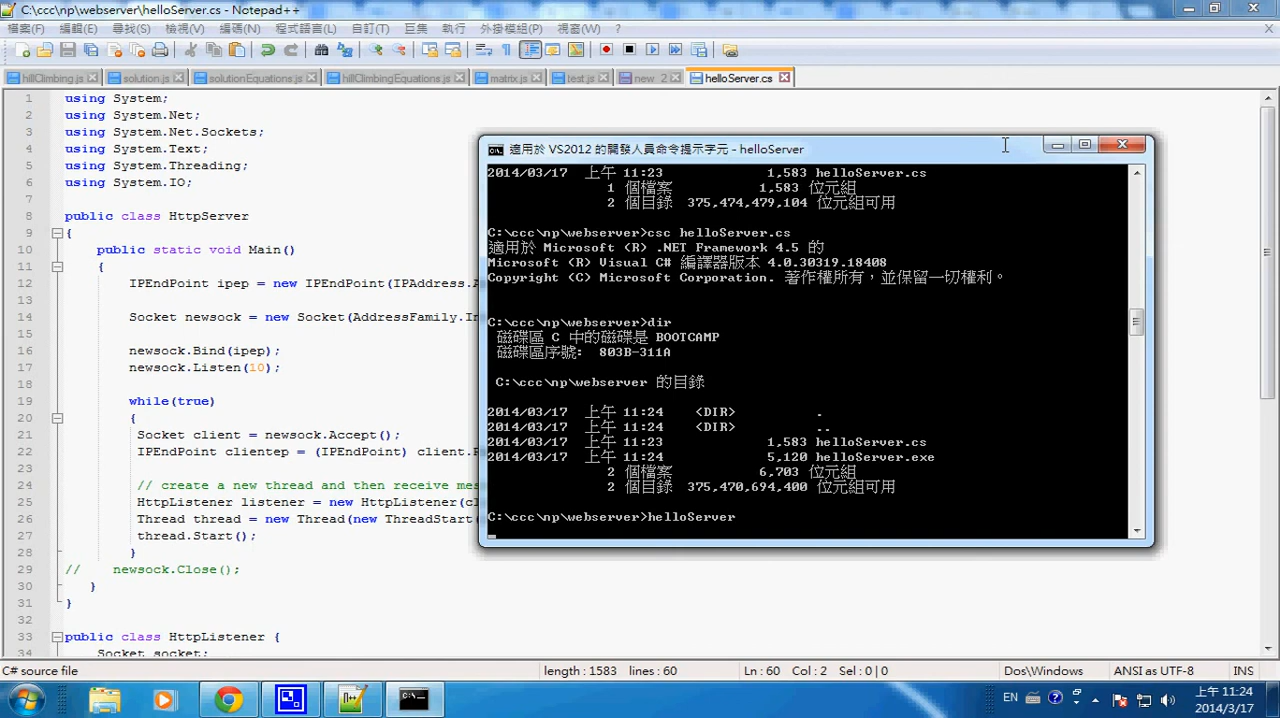 C:\ccc\np\webserver\helloServer.cs - Notepad++
檔案(F) 編輯(E) 尋找(S) 檢視(V) 編碼(N) 程式語言(L) 自訂(T) 巨集 執行 外掛模組(P) 視窗(W) ?
hillClimbing.js solution.js solutionEquations.js hillClimbingEquations.js matrix.js test.js new 2 helloServer.cs
1 using System;
2 using System.Net;
3 using System.Net.Sockets;
4 using System.Text;
5 using System.Threading;
6 using System.IO;
7
8 public class HttpServer
9 {
10 public static void Main()
11 {
12 IPEndPoint ipep = new IPEndPoint(IPAddress.A
13
14 Socket newsock = new Socket(AddressFamily.In
15
16 newsock.Bind(ipep);
17 newsock.Listen(10);
18
19 while(true)
20 {
21 Socket client = newsock.Accept();
22 IPEndPoint clientep = (IPEndPoint) client.R
23
24 // create a new thread and then receive mes
25 HttpListener listener = new HttpListener(cl
26 Thread thread = new Thread(new ThreadStart(
27 thread.Start();
28 }
29 // newsock.Close();
30 }
31 }
32
33 public class HttpListener {
34 Socket socket;
適用於 VS2012 的開發人員命令提示字元 - helloServer
2014/03/17 上午 11:23 1,583 helloServer.cs
1 個檔案 1,583 位元組
2 個目錄 375,474,479,104 位元組可用
C:\ccc\np\webserver>csc helloServer.cs
適用於 Microsoft (R) .NET Framework 4.5 的
Microsoft (R) Visual C# 編譯器版本 4.0.30319.18408
Copyright (C) Microsoft Corporation. 著作權所有，並保留一切權利。
C:\ccc\np\webserver>dir
磁碟區 C 中的磁碟是 BOOTCAMP
磁碟區序號: 803B-311A
C:\ccc\np\webserver 的目錄
2014/03/17 上午 11:24 <DIR> .
2014/03/17 上午 11:24 <DIR> ..
2014/03/17 上午 11:23 1,583 helloServer.cs
2014/03/17 上午 11:24 5,120 helloServer.exe
2 個檔案 6,703 位元組
2 個目錄 375,470,694,400 位元組可用
C:\ccc\np\webserver>helloServer
C# source file length : 1583 lines : 60 Ln : 60 Col : 2 Sel : 0 | 0 Dos\Windows ANSI as UTF-8 INS
EN 上午 11:24
2014/3/17